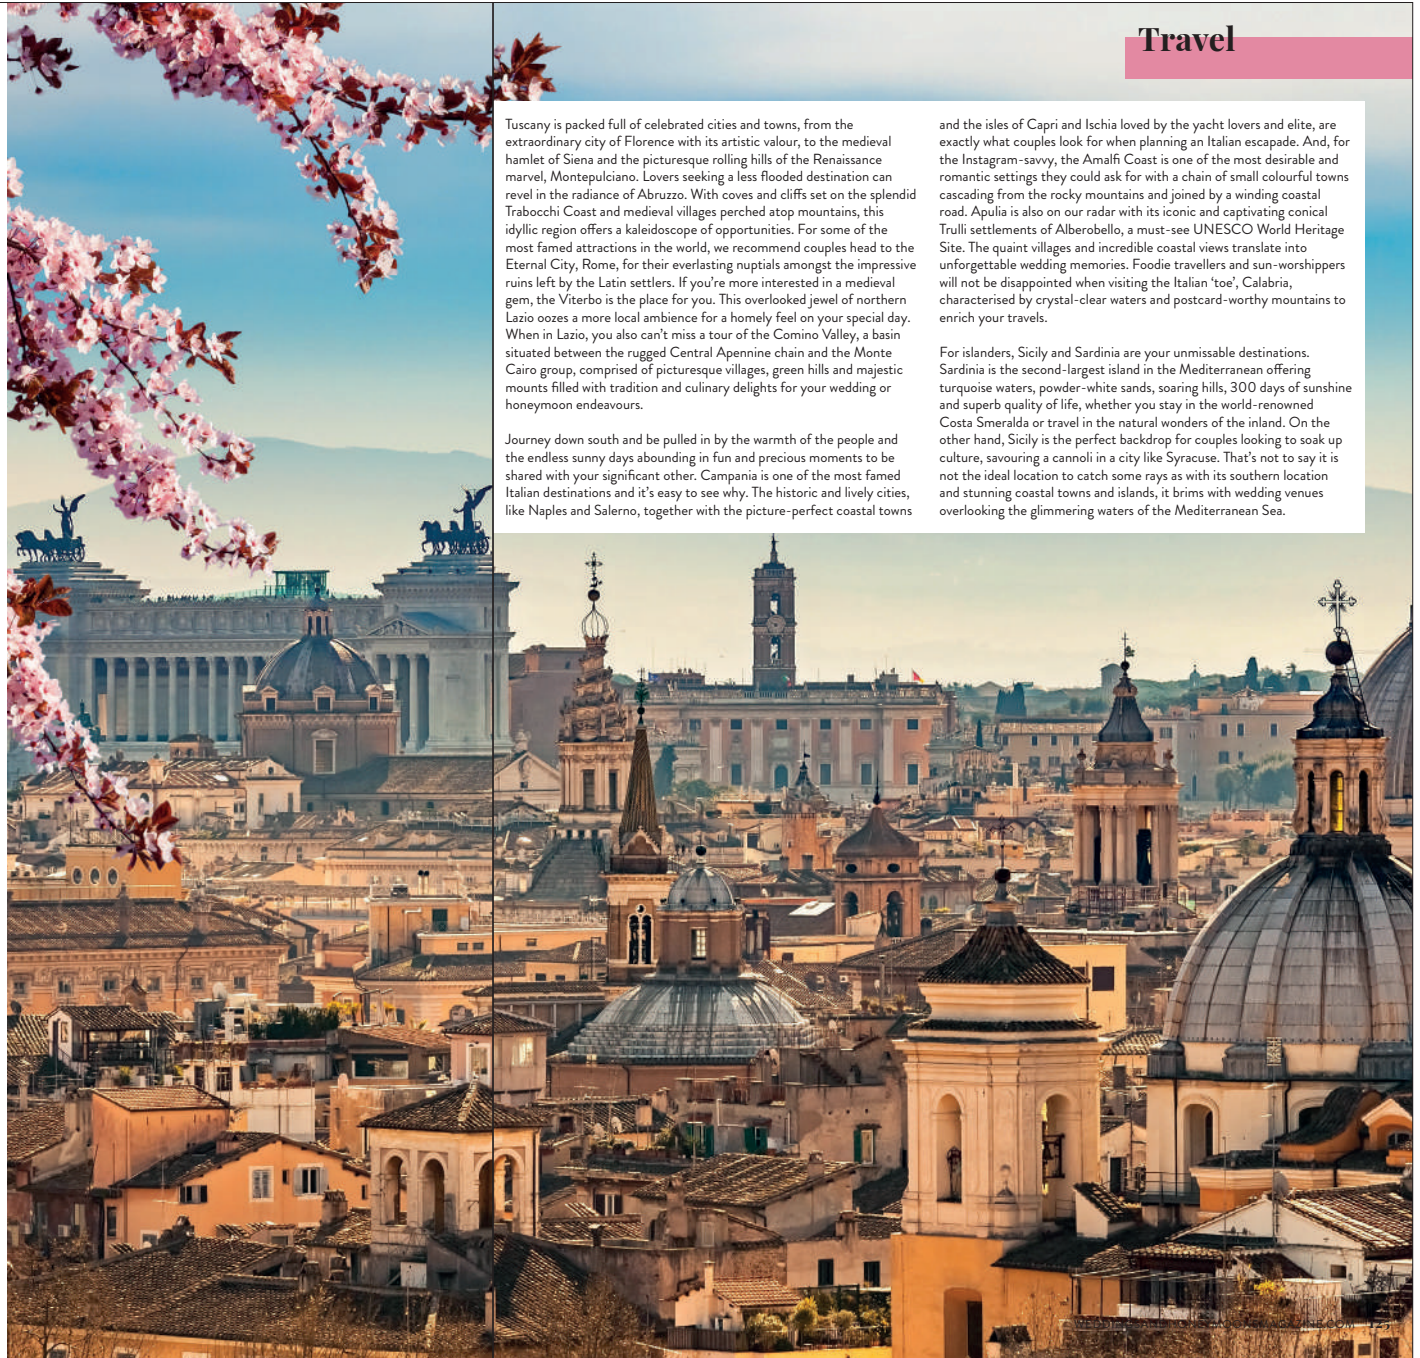 Travel
Tuscany is packed full of celebrated cities and towns, from the
extraordinary city of Florence with its artistic valour, to the medieval
hamlet of Siena and the picturesque rolling hills of the Renaissance
marvel, Montepulciano. Lovers seeking a less flooded destination can
revel in the radiance of Abruzzo. With coves and cliffs set on the splendid
Trabocchi Coast and medieval villages perched atop mountains, this
idyllic region offers a kaleidoscope of opportunities. For some of the
most famed attractions in the world, we recommend couples head to the
Eternal City, Rome, for their everlasting nuptials amongst the impressive
ruins left by the Latin settlers. If you're more interested in a medieval
gem, the Viterbo is the place for you. This overlooked jewel of northern
Lazio oozes a more local ambience for a homely feel on your special day.
When in Lazio, you also can't miss a tour of the Comino Valley, a basin
situated between the rugged Central Apennine chain and the Monte
Cairo group, comprised of picturesque villages, green hills and majestic
mounts filled with tradition and culinary delights for your wedding or
honeymoon endeavours.
Journey down south and be pulled in by the warmth of the people and
the endless sunny days abounding in fun and precious moments to be
shared with your significant other. Campania is one of the most famed
Italian destinations and it's easy to see why. The historic and lively cities,
like Naples and Salerno, together with the picture-perfect coastal towns
and the isles of Capri and Ischia loved by the yacht lovers and elite, are
exactly what couples look for when planning an Italian escapade. And, for
the Instagram-savvy, the Amalfi Coast is one of the most desirable and
romantic settings they could ask for with a chain of small colourful towns
cascading from the rocky mountains and joined by a winding coastal
road. Apulia is also on our radar with its iconic and captivating conical
Trulli settlements of Alberobello, a must-see UNESCO World Heritage
Site. The quaint villages and incredible coastal views translate into
unforgettable wedding memories. Foodie travellers and sun-worshippers
will not be disappointed when visiting the Italian 'toe', Calabria,
characterised by crystal-clear waters and postcard-worthy mountains to
enrich your travels.
For islanders, Sicily and Sardinia are your unmissable destinations.
Sardinia is the second-largest island in the Mediterranean offering
turquoise waters, powder-white sands, soaring hills, 300 days of sunshine
and superb quality of life, whether you stay in the world-renowned
Costa Smeralda or travel in the natural wonders of the inland. On the
other hand, Sicily is the perfect backdrop for couples looking to soak up
culture, savouring a cannoli in a city like Syracuse. That's not to say it is
not the ideal location to catch some rays as with its southern location
and stunning coastal towns and islands, it brims with wedding venues
overlooking the glimmering waters of the Mediterranean Sea.